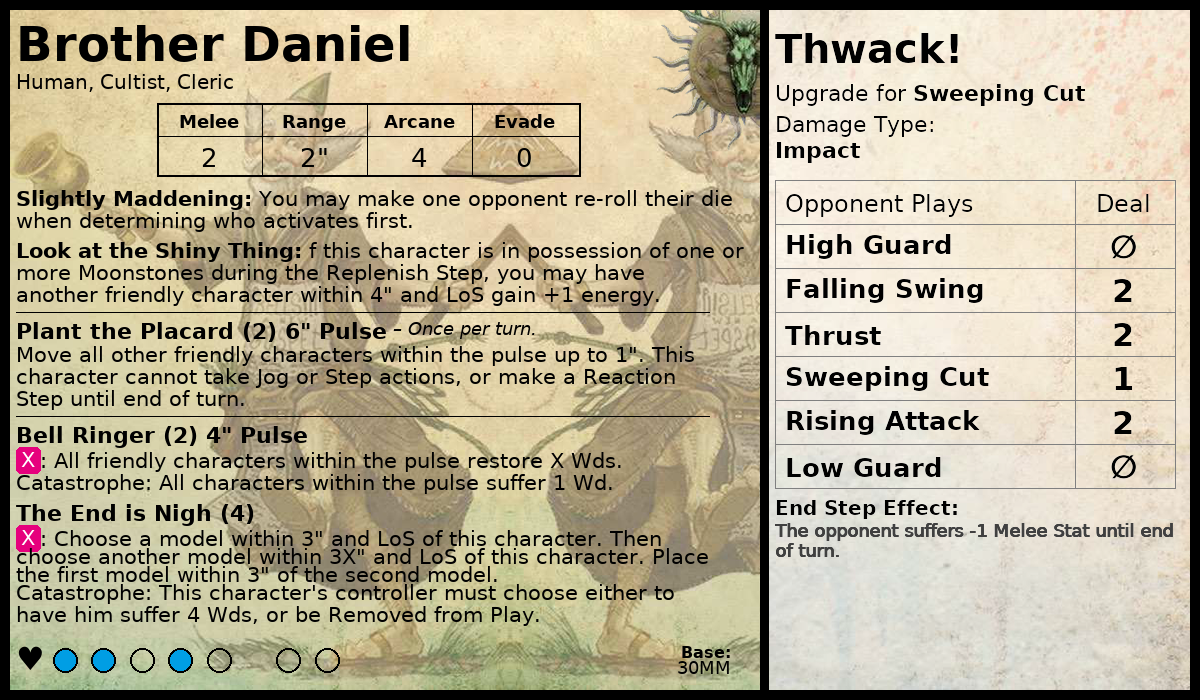 Brother Daniel
Human, Cultist, Cleric
Melee Range Arcane Evade
2 2" 4 0
Slightly Maddening: You may make one opponent re-roll their die
when determining who activates first.
Look at the Shiny Thing: f this character is in possession of one or
more Moonstones during the Replenish Step, you may have
another friendly character within 4" and LoS gain +1 energy.
Plant the Placard (2) 6" Pulse – Once per turn.
Move all other friendly characters within the pulse up to 1". This
character cannot take Jog or Step actions, or make a Reaction
Step until end of turn.
Bell Ringer (2) 4" Pulse
X: All friendly characters within the pulse restore X Wds.
Catastrophe: All characters within the pulse suffer 1 Wd.
The End is Nigh (4)
X: Choose a model within 3" and LoS of this character. Then
choose another model within 3X" and LoS of this character. Place
the first model within 3" of the second model.
Catastrophe: This character's controller must choose either to
have him suffer 4 Wds, or be Removed from Play.
Base:
30MM
Thwack!
Upgrade for Sweeping Cut
Damage Type:
Impact
Opponent Plays Deal
High Guard ∅
Falling Swing 2
Thrust 2
Sweeping Cut 1
Rising Attack 2
Low Guard ∅
End Step Effect:
The opponent suffers -1 Melee Stat until end
of turn.